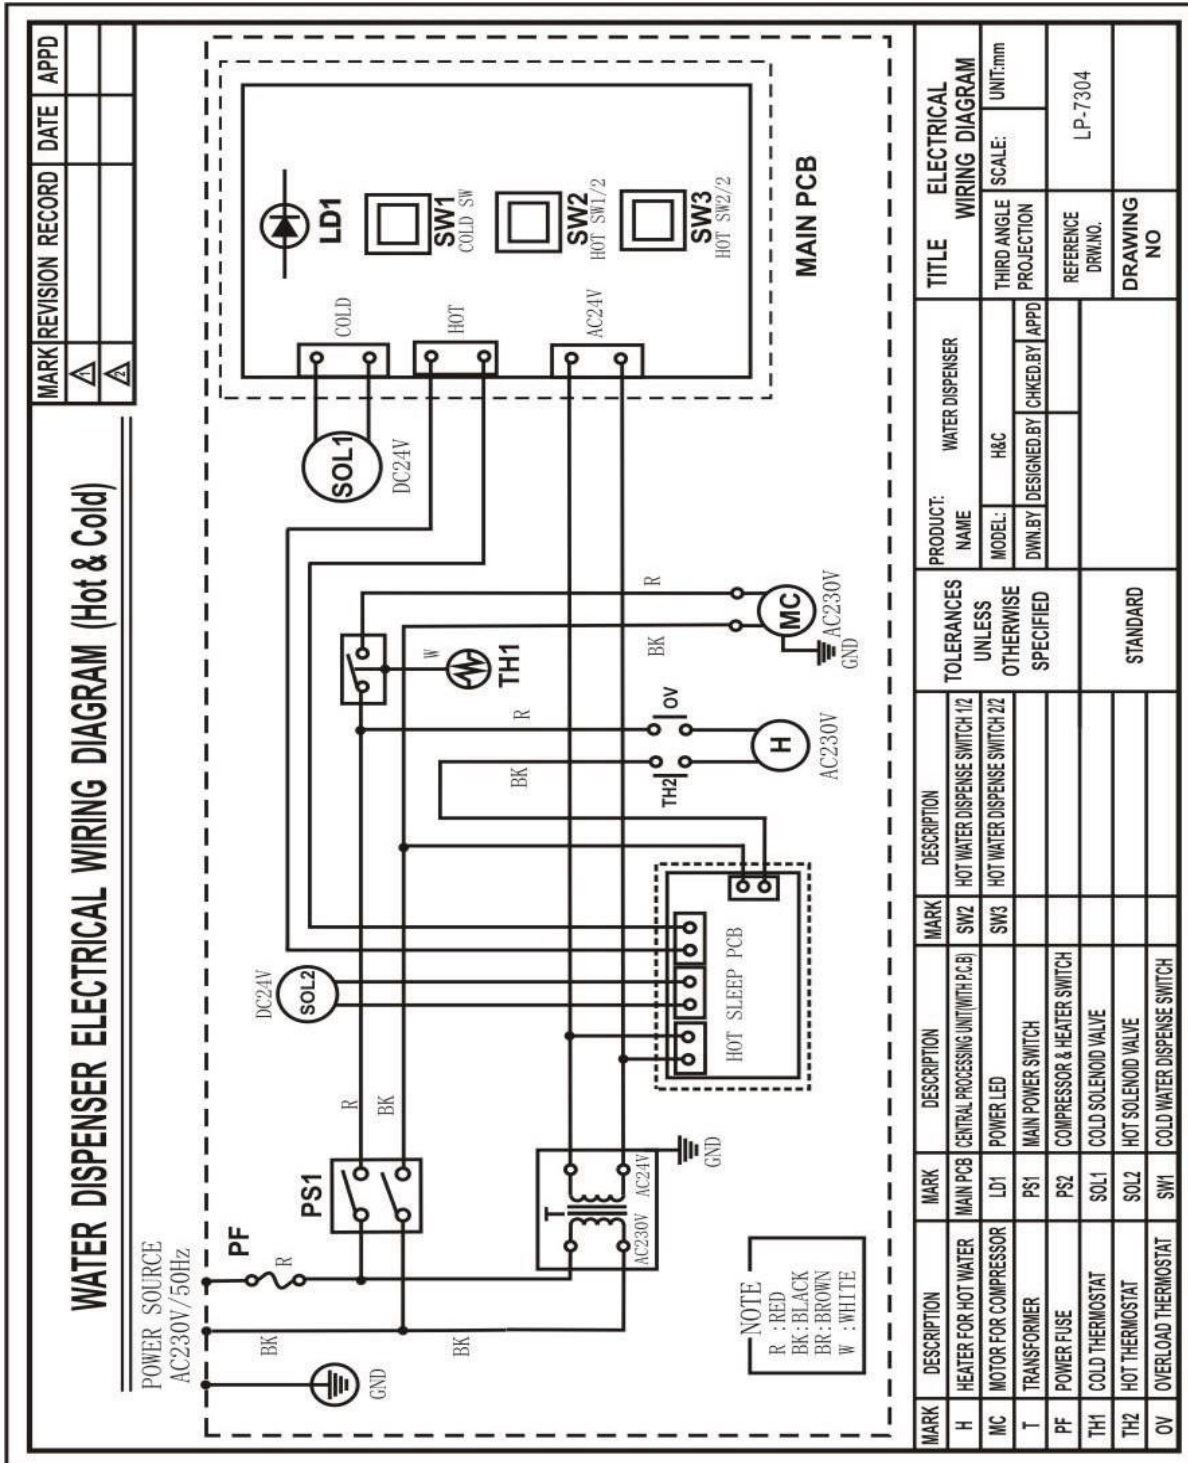 WATER DISPENSER ELECTRICAL WIRING DIAGRAM (Hot & Cold)
MARK REVISION RECORD DATE APPD
1
2
POWER SOURCE
AC230V/50Hz
BK
GND
PF
R
BK
PS1
R
BK
T
AC230V
AC24V
GND
DC24V
SOL2
HOT SLEEP PCB
BK
R
TH2
OV
H
AC230V
W
TH1
BK
R
MC
AC230V
GND
SOL1
DC24V
COLD
HOT
AC24V
LD1
SW1
COLD SW
SW2
HOT SW1/2
SW3
HOT SW2/2
MAIN PCB
NOTE
R :RED
BK:BLACK
BR:BROWN
W :WHITE
MARK DESCRIPTION MARK DESCRIPTION MARK DESCRIPTION
H HEATER FOR HOT WATER MAIN PCB CENTRAL PROCESSING UNIT(WITH P.C.B) SW2 HOT WATER DISPENSE SWITCH 1/2
MC MOTOR FOR COMPRESSOR LD1 POWER LED SW3 HOT WATER DISPENSE SWITCH 2/2
T TRANSFORMER PS1 MAIN POWER SWITCH
PF POWER FUSE PS2 COMPRESSOR & HEATER SWITCH
TH1 COLD THERMOSTAT SOL1 COLD SOLENOID VALVE
TH2 HOT THERMOSTAT SOL2 HOT SOLENOID VALVE
OV OVERLOAD THERMOSTAT SW1 COLD WATER DISPENSE SWITCH
TOLERANCES
UNLESS
OTHERWISE
SPECIFIED
STANDARD
PRODUCT:
NAME WATER DISPENSER
MODEL: H&C
DWN.BY DESIGNED.BY CHKED.BY APPD
TITLE ELECTRICAL
WIRING DIAGRAM
THIRD ANGLE
PROJECTION
SCALE: UNIT:mm
REFERENCE
DRW.NO.
LP-7304
DRAWING
NO